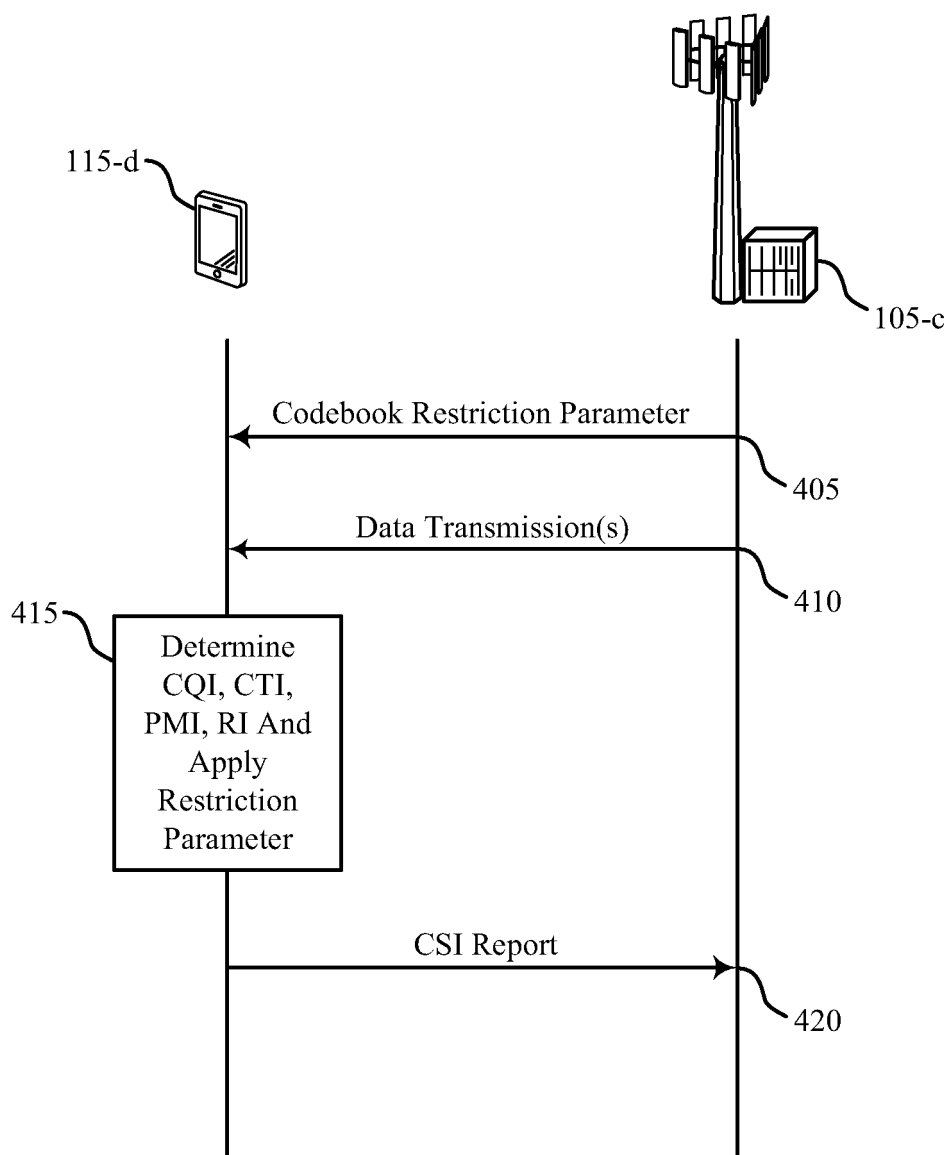 115-d
105-c
Codebook Restriction Parameter
405
Data Transmission(s)
410
415
Determine
CQI, CTI,
PMI, RI And
Apply
Restriction
Parameter
CSI Report
420